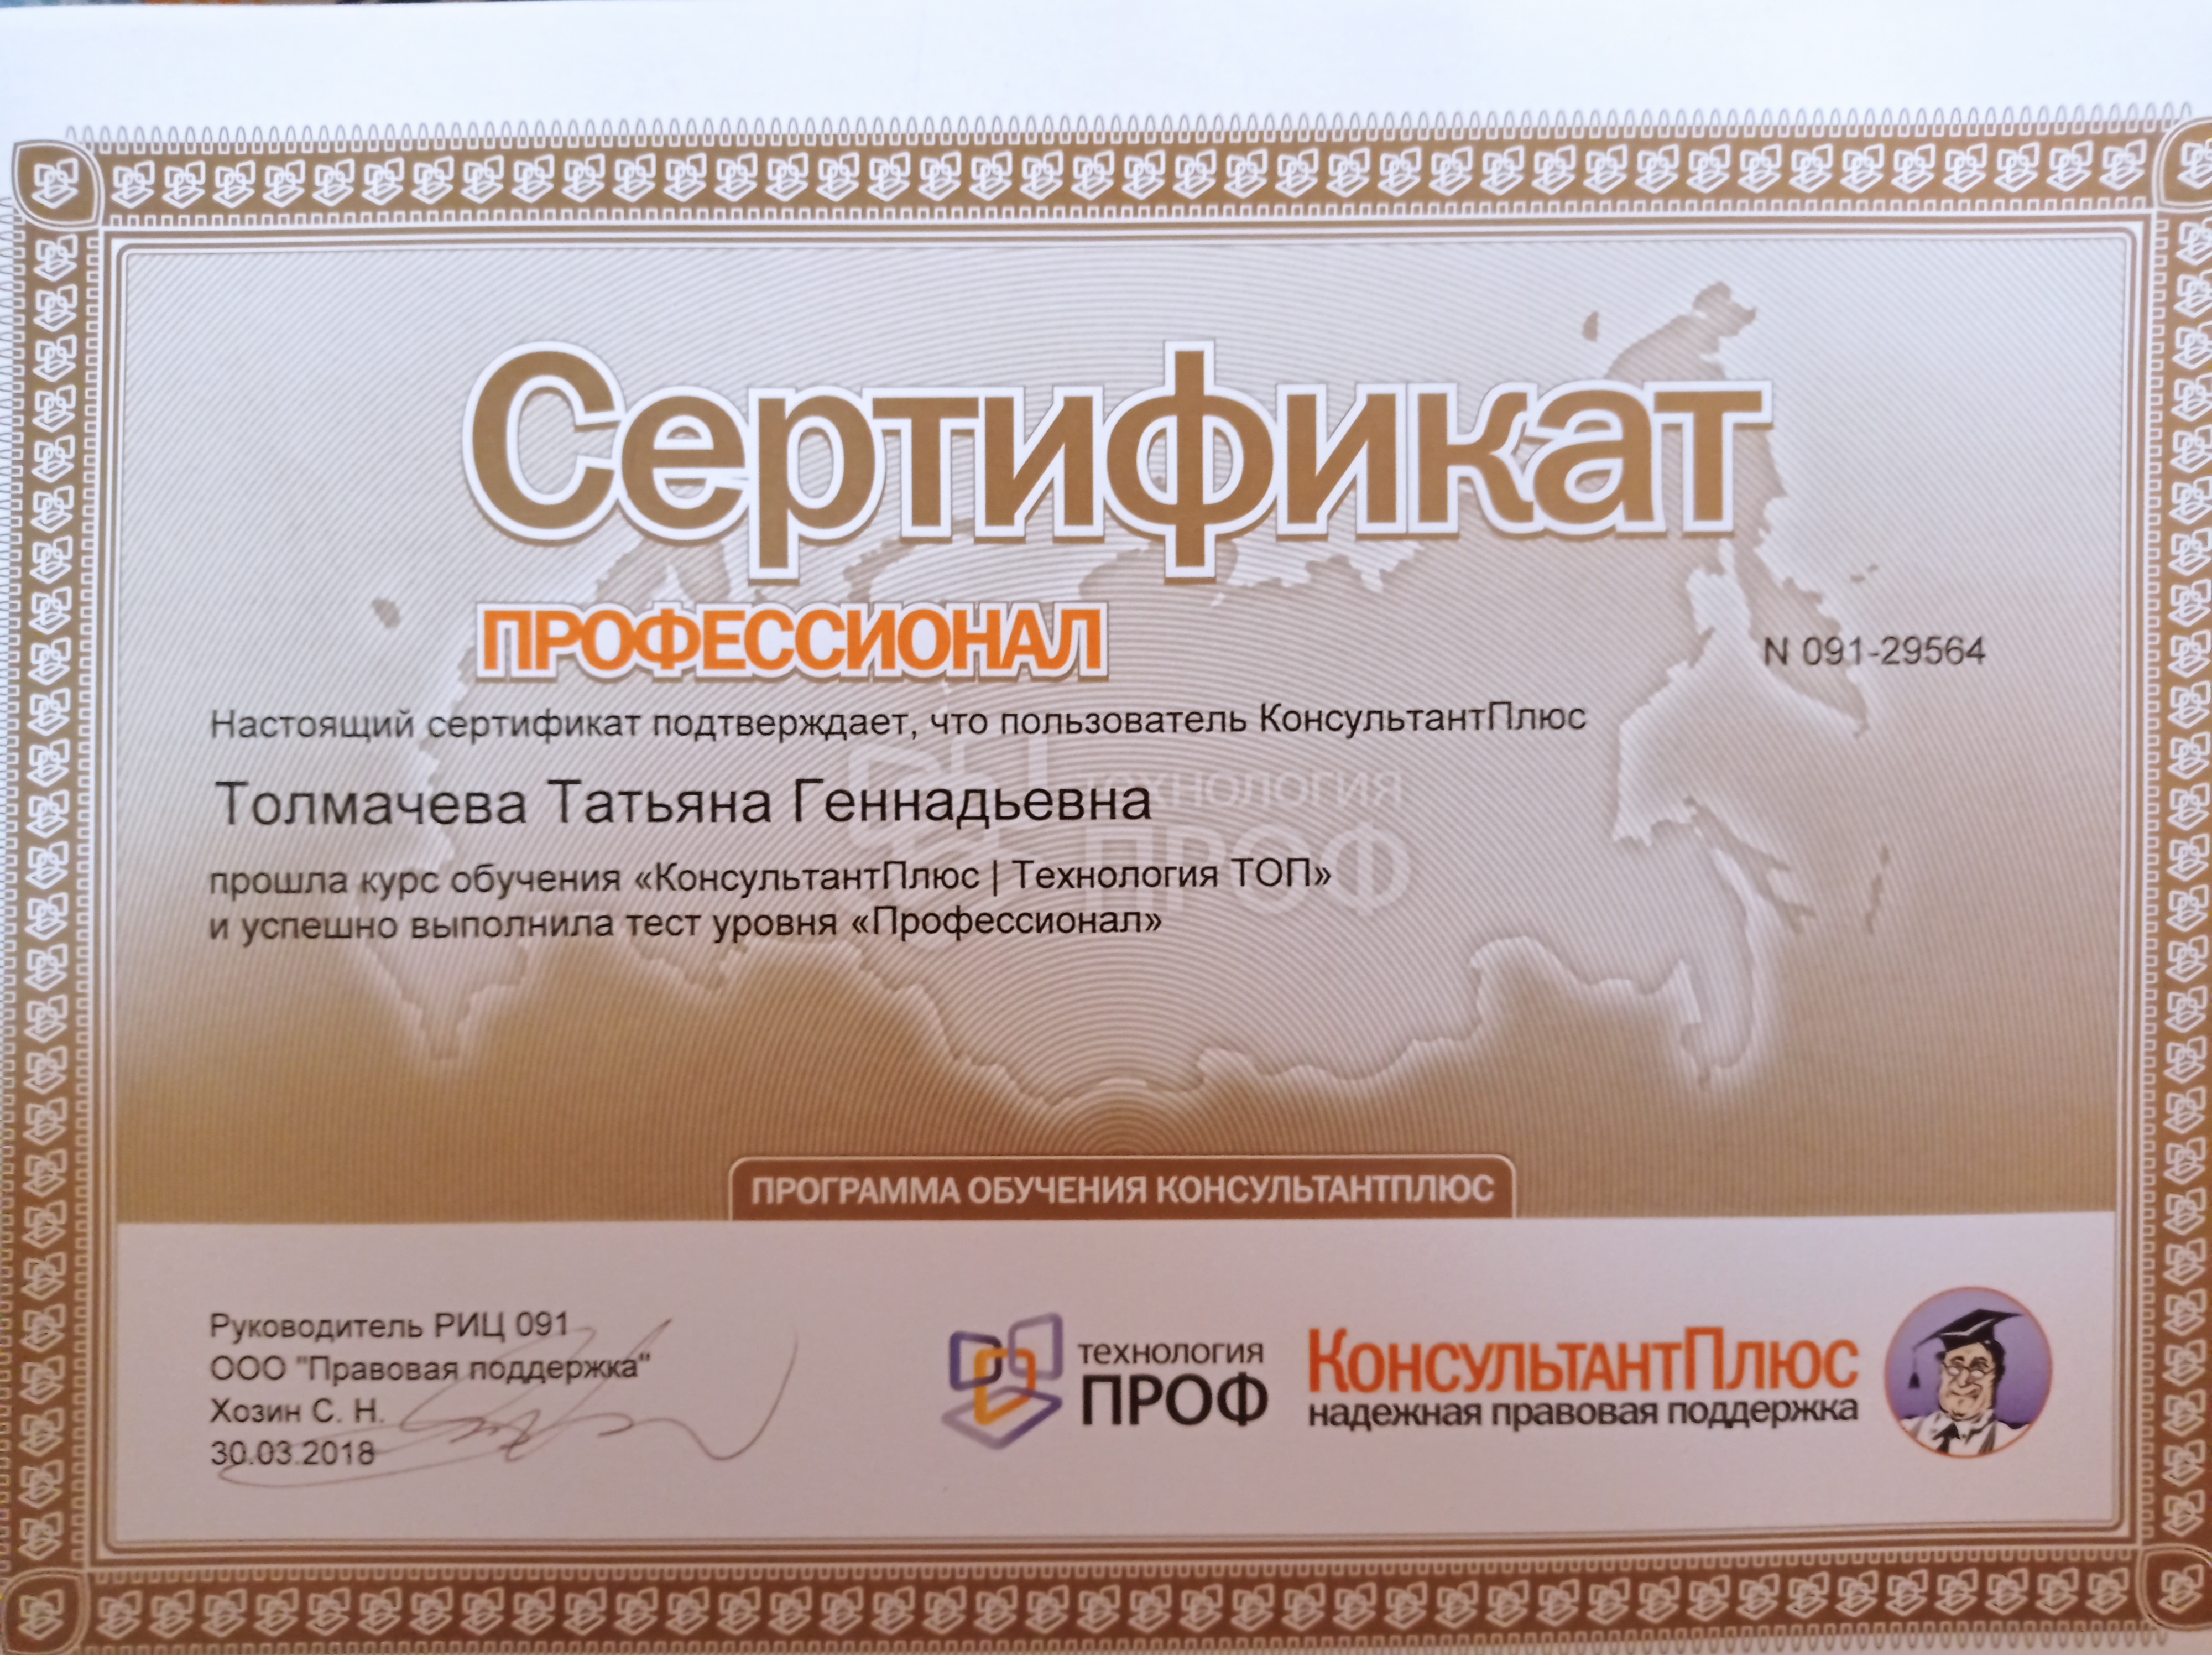 Сертификат
ПРОФЕССИОНАЛ
N 091-29564
Настоящий сертификат подтверждает, что пользователь КонсультантПлюс
Толмачева Татьяна Геннадьевна
технология
ПРОФ
прошла курс обучения «КонсультантПлюс | Технология ТОП»
и успешно выполнила тест уровня «Профессионал»
ПРОГРАММА ОБУЧЕНИЯ КОНСУЛЬТАНТПЛЮС
Руководитель РИЦ 091
ООО "Правовая поддержка"
Хозин С. Н.
30.03.2018
технология
ПРОФ
КонсультантПлюс
надежная правовая поддержка